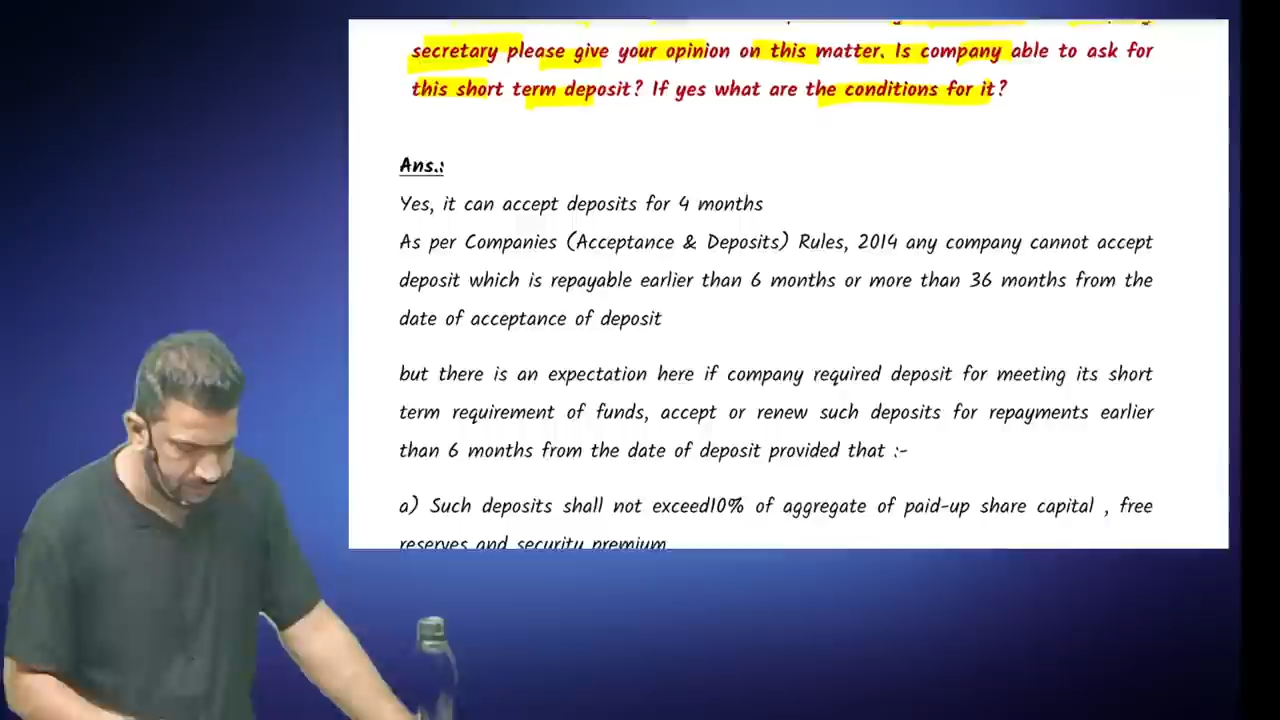 secretary please give your opinion on this matter. Is company able to ask for
this short term deposit? If yes what are the conditions for it?
Ans.:
Yes, it can accept deposits for 4 months
As per Companies (Acceptance & Deposits) Rules, 2014 any company cannot accept
deposit which is repayable earlier than 6 months or more than 36 months from the
date of acceptance of deposit
but there is an expectation here if company required deposit for meeting its short
term requirement of funds, accept or renew such deposits for repayments earlier
than 6 months from the date of deposit provided that :-
a) Such deposits shall not exceed10% of aggregate of paid-up share capital , free
reserves and security premium